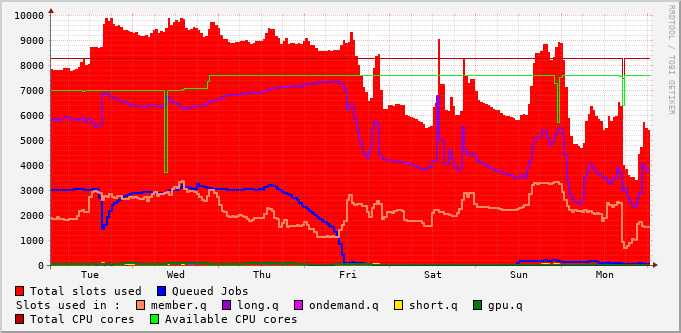 10000
9000
8000
7000
6000
5000
4000
3000
2000
1000
0
Tue Wed Thu Fri Sat Sun Mon
RRDTOOL / TOBI OETIKER
Total slots used Queued Jobs
Slots used in : member.q long.q ondemand.q short.q gpu.q
Total CPU cores Available CPU cores